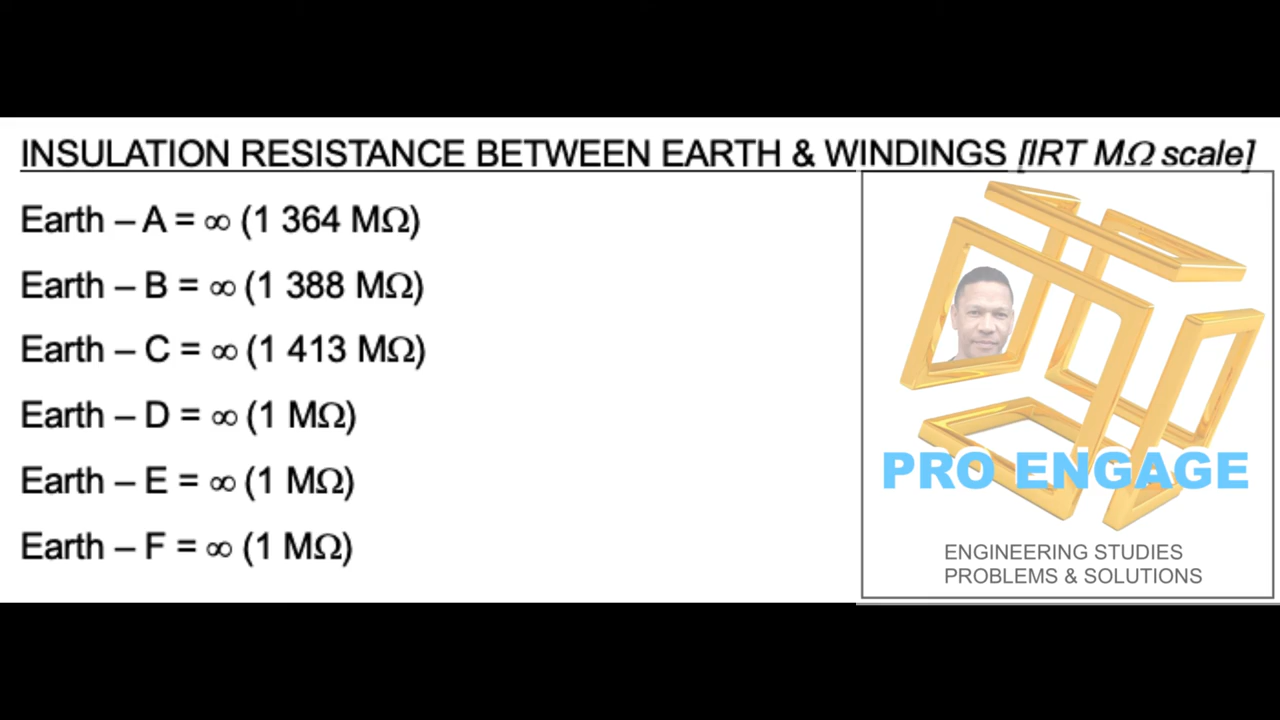 INSULATION RESISTANCE BETWEEN EARTH & WINDINGS [IRT MΩ scale]
Earth – A = ∞ (1 364 MΩ)
Earth – B = ∞ (1 388 MΩ)
Earth – C = ∞ (1 413 MΩ)
Earth – D = ∞ (1 MΩ)
Earth – E = ∞ (1 MΩ)
Earth – F = ∞ (1 MΩ)
PRO ENGAGE
ENGINEERING STUDIES
PROBLEMS & SOLUTIONS